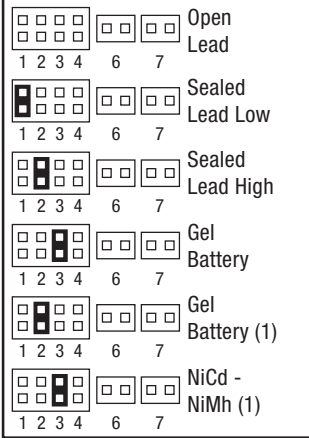 Open
Lead
1 2 3 4 6 7
Sealed
Lead Low
1 2 3 4 6 7
Sealed
Lead High
1 2 3 4 6 7
Gel
Battery
1 2 3 4 6 7
Gel
Battery (1)
1 2 3 4 6 7
NiCd -
NiMh (1)
1 2 3 4 6 7